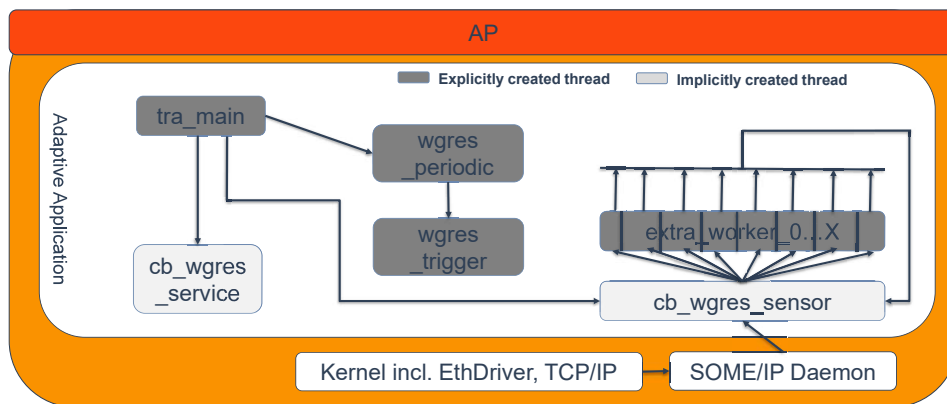 AP
Explicitly created thread
Implicitly created thread
Adaptive Application
tra_main
wgres
_periodic
wgres
_trigger
extra_worker_0...X
cb_wgres
_service
cb_wgres_sensor
Kernel incl. EthDriver, TCP/IP
SOME/IP Daemon